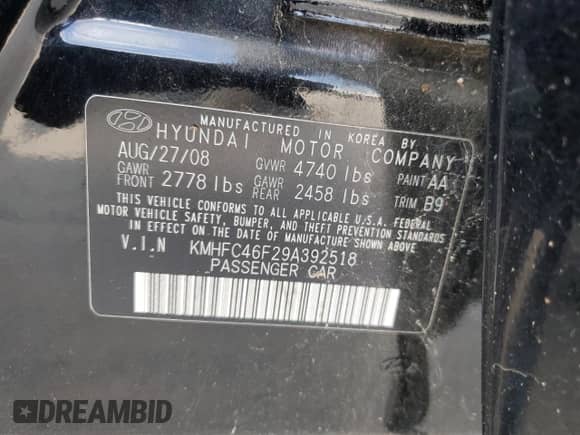 MANUFACTURED IN KOREA BY
HYUNDAI MOTOR COMPANY
AUG/27/08 GVWR 4740 lbs PAINT AA
GAWR FRONT 2778 lbs GAWR REAR 2458 lbs TRIM B9
THIS VEHICLE CONFORMS TO ALL APPLICABLE U.S.A. FEDERAL
MOTOR VEHICLE SAFETY, BUMPER, AND THEFT PREVENTION STANDARDS
IN EFFECT ON THE DATE OF MANUFACTURE SHOWN ABOVE.
V.I.N KMHFC46F29A392518
PASSENGER CAR
DREAMBID